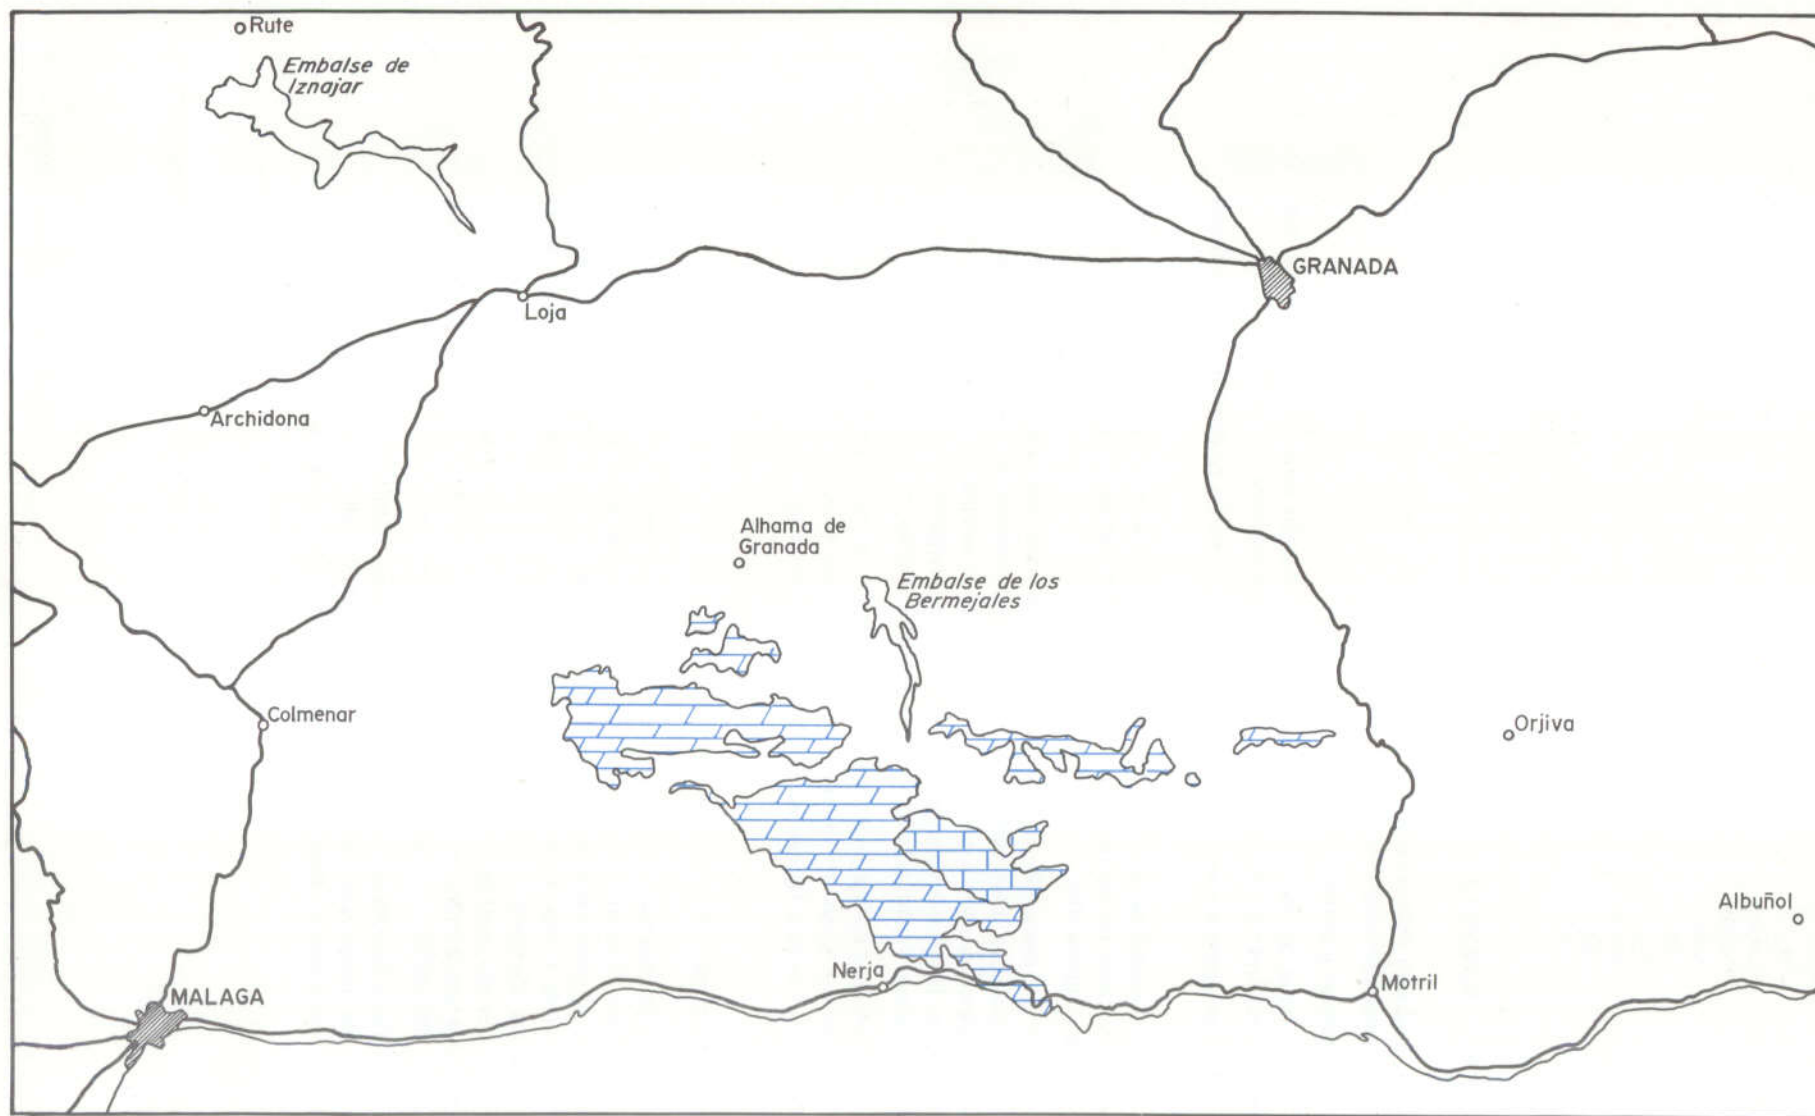 Rute
Embalse de
Iznajar
GRANADA
Loja
Archidona
Alhama de
Granada
Embalse de los
Bermejales
Colmenar
Orjiva
Albuñol
Nerja
Motril
MALAGA